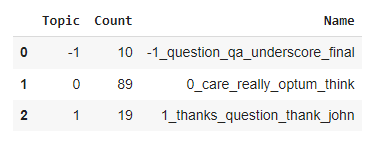 Topic Count Name
0 -1 10 -1_question_qa_underscore_final
1 0 89 0_care_really_optum_think
2 1 19 1_thanks_question_thank_john